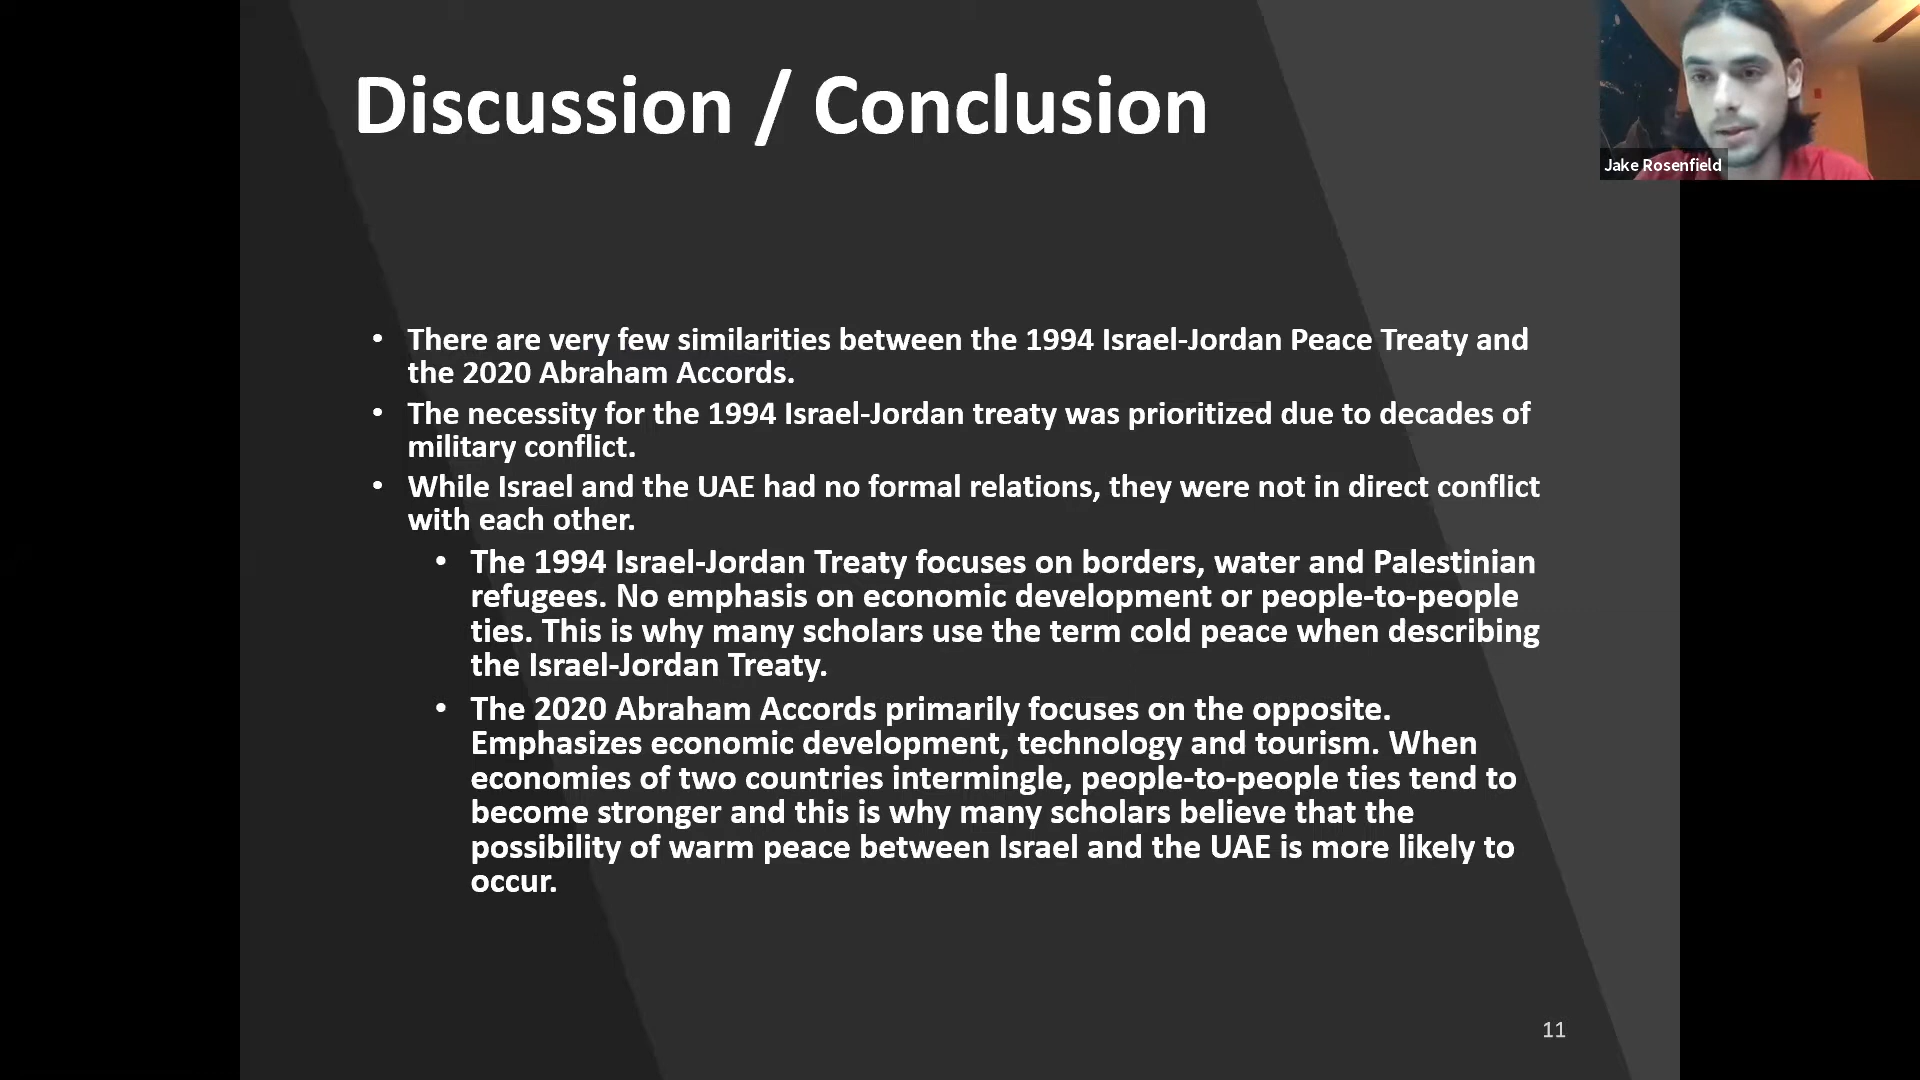 Discussion / Conclusion
Jake Rosenfield
• There are very few similarities between the 1994 Israel-Jordan Peace Treaty and
the 2020 Abraham Accords.
• The necessity for the 1994 Israel-Jordan treaty was prioritized due to decades of
military conflict.
• While Israel and the UAE had no formal relations, they were not in direct conflict
with each other.
• The 1994 Israel-Jordan Treaty focuses on borders, water and Palestinian
refugees. No emphasis on economic development or people-to-people
ties. This is why many scholars use the term cold peace when describing
the Israel-Jordan Treaty.
• The 2020 Abraham Accords primarily focuses on the opposite.
Emphasizes economic development, technology and tourism. When
economies of two countries intermingle, people-to-people ties tend to
become stronger and this is why many scholars believe that the
possibility of warm peace between Israel and the UAE is more likely to
occur.
11